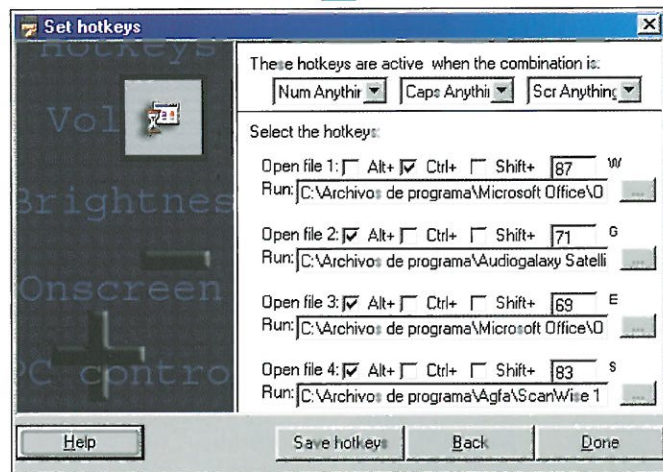 Set hotkeys
Hotkeys
Vol
Brightnes
Onscreen
PC contro
These hotkeys are active when the combination is:
Num Anythir Caps Anythii Scr Anything
Select the hotkeys:
Open file 1: Alt+ Ctrl+ Shift+ 87 W
Run: C:\Archivos de programa\Microsoft Office\O ...
Open file 2: Alt+ Ctrl+ Shift+ 71 G
Run: C:\Archivos de programa\Audiogalaxy Satelli ...
Open file 3: Alt+ Ctrl+ Shift+ 69 E
Run: C:\Archivos de programa\Microsoft Office\O ...
Open file 4: Alt+ Ctrl+ Shift+ 83 S
Run: C:\Archivos de programa\Agfa\ScanWise 1 ...
Help Save hotkeys Back Done